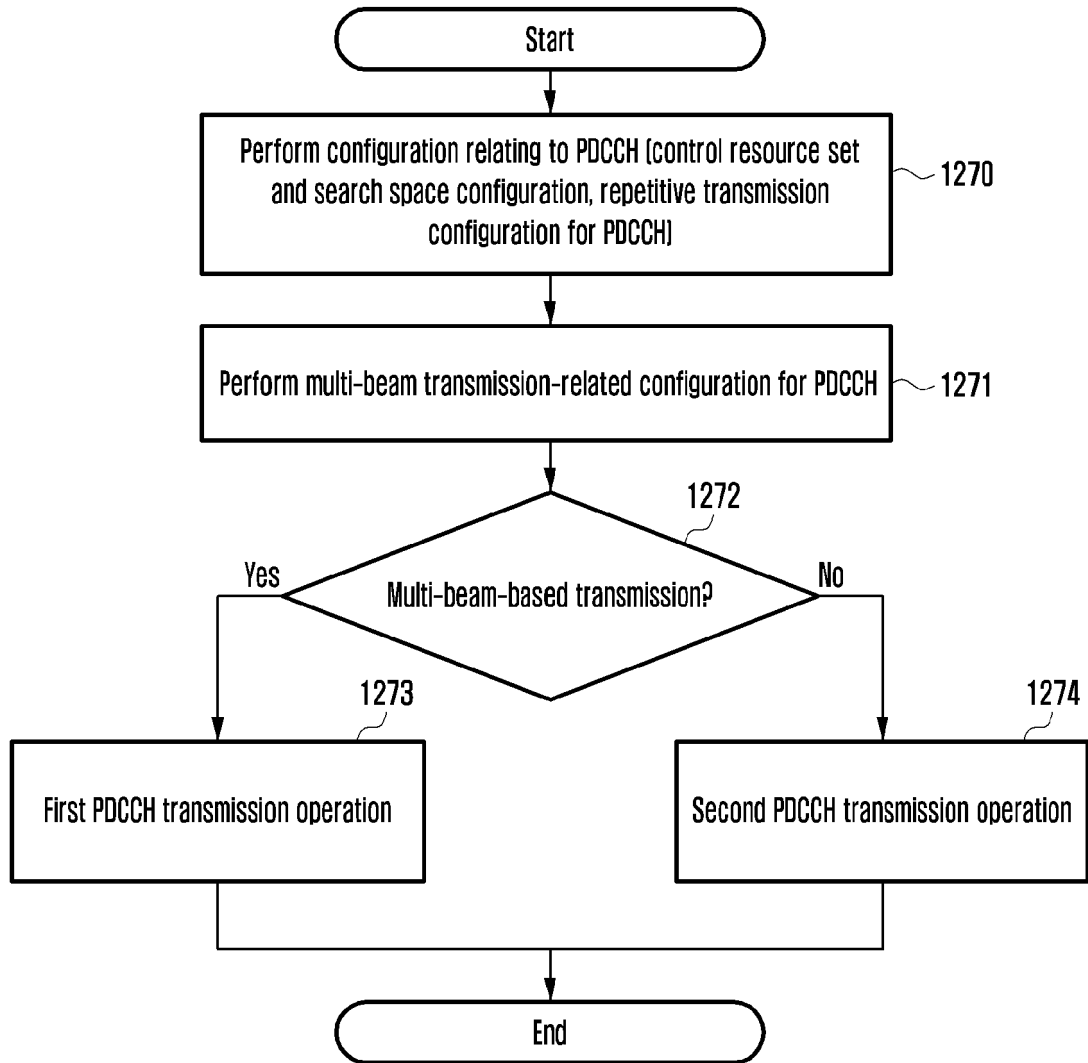 Start
Perform configuration relating to PDCCH (control resource set
and search space configuration, repetitive transmission
configuration for PDCCH)
1270
Perform multi-beam transmission-related configuration for PDCCH
1271
1272
Yes
Multi-beam-based transmission?
No
1273
1274
First PDCCH transmission operation
Second PDCCH transmission operation
End